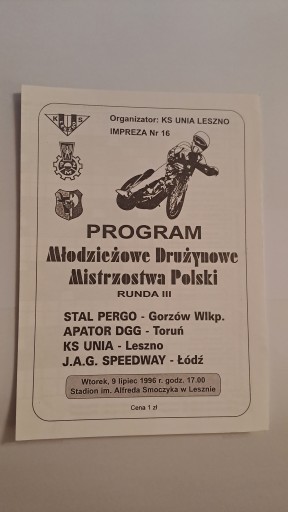 Organizator: KS UNIA LESZNO
IMPREZA Nr 16
K U S
PROGRAM
Młodzieżowe Drużynowe
Mistrzostwa Polski
RUNDA III
STAL PERGO - Gorzów Wlkp.
APATOR DGG - Toruń
KS UNIA - Leszno
J.A.G. SPEEDWAY - Łódź
Wtorek, 9 lipiec 1996 r. godz. 17.00
Stadion im. Alfreda Smoczyka w Lesznie
Cena 1 zł